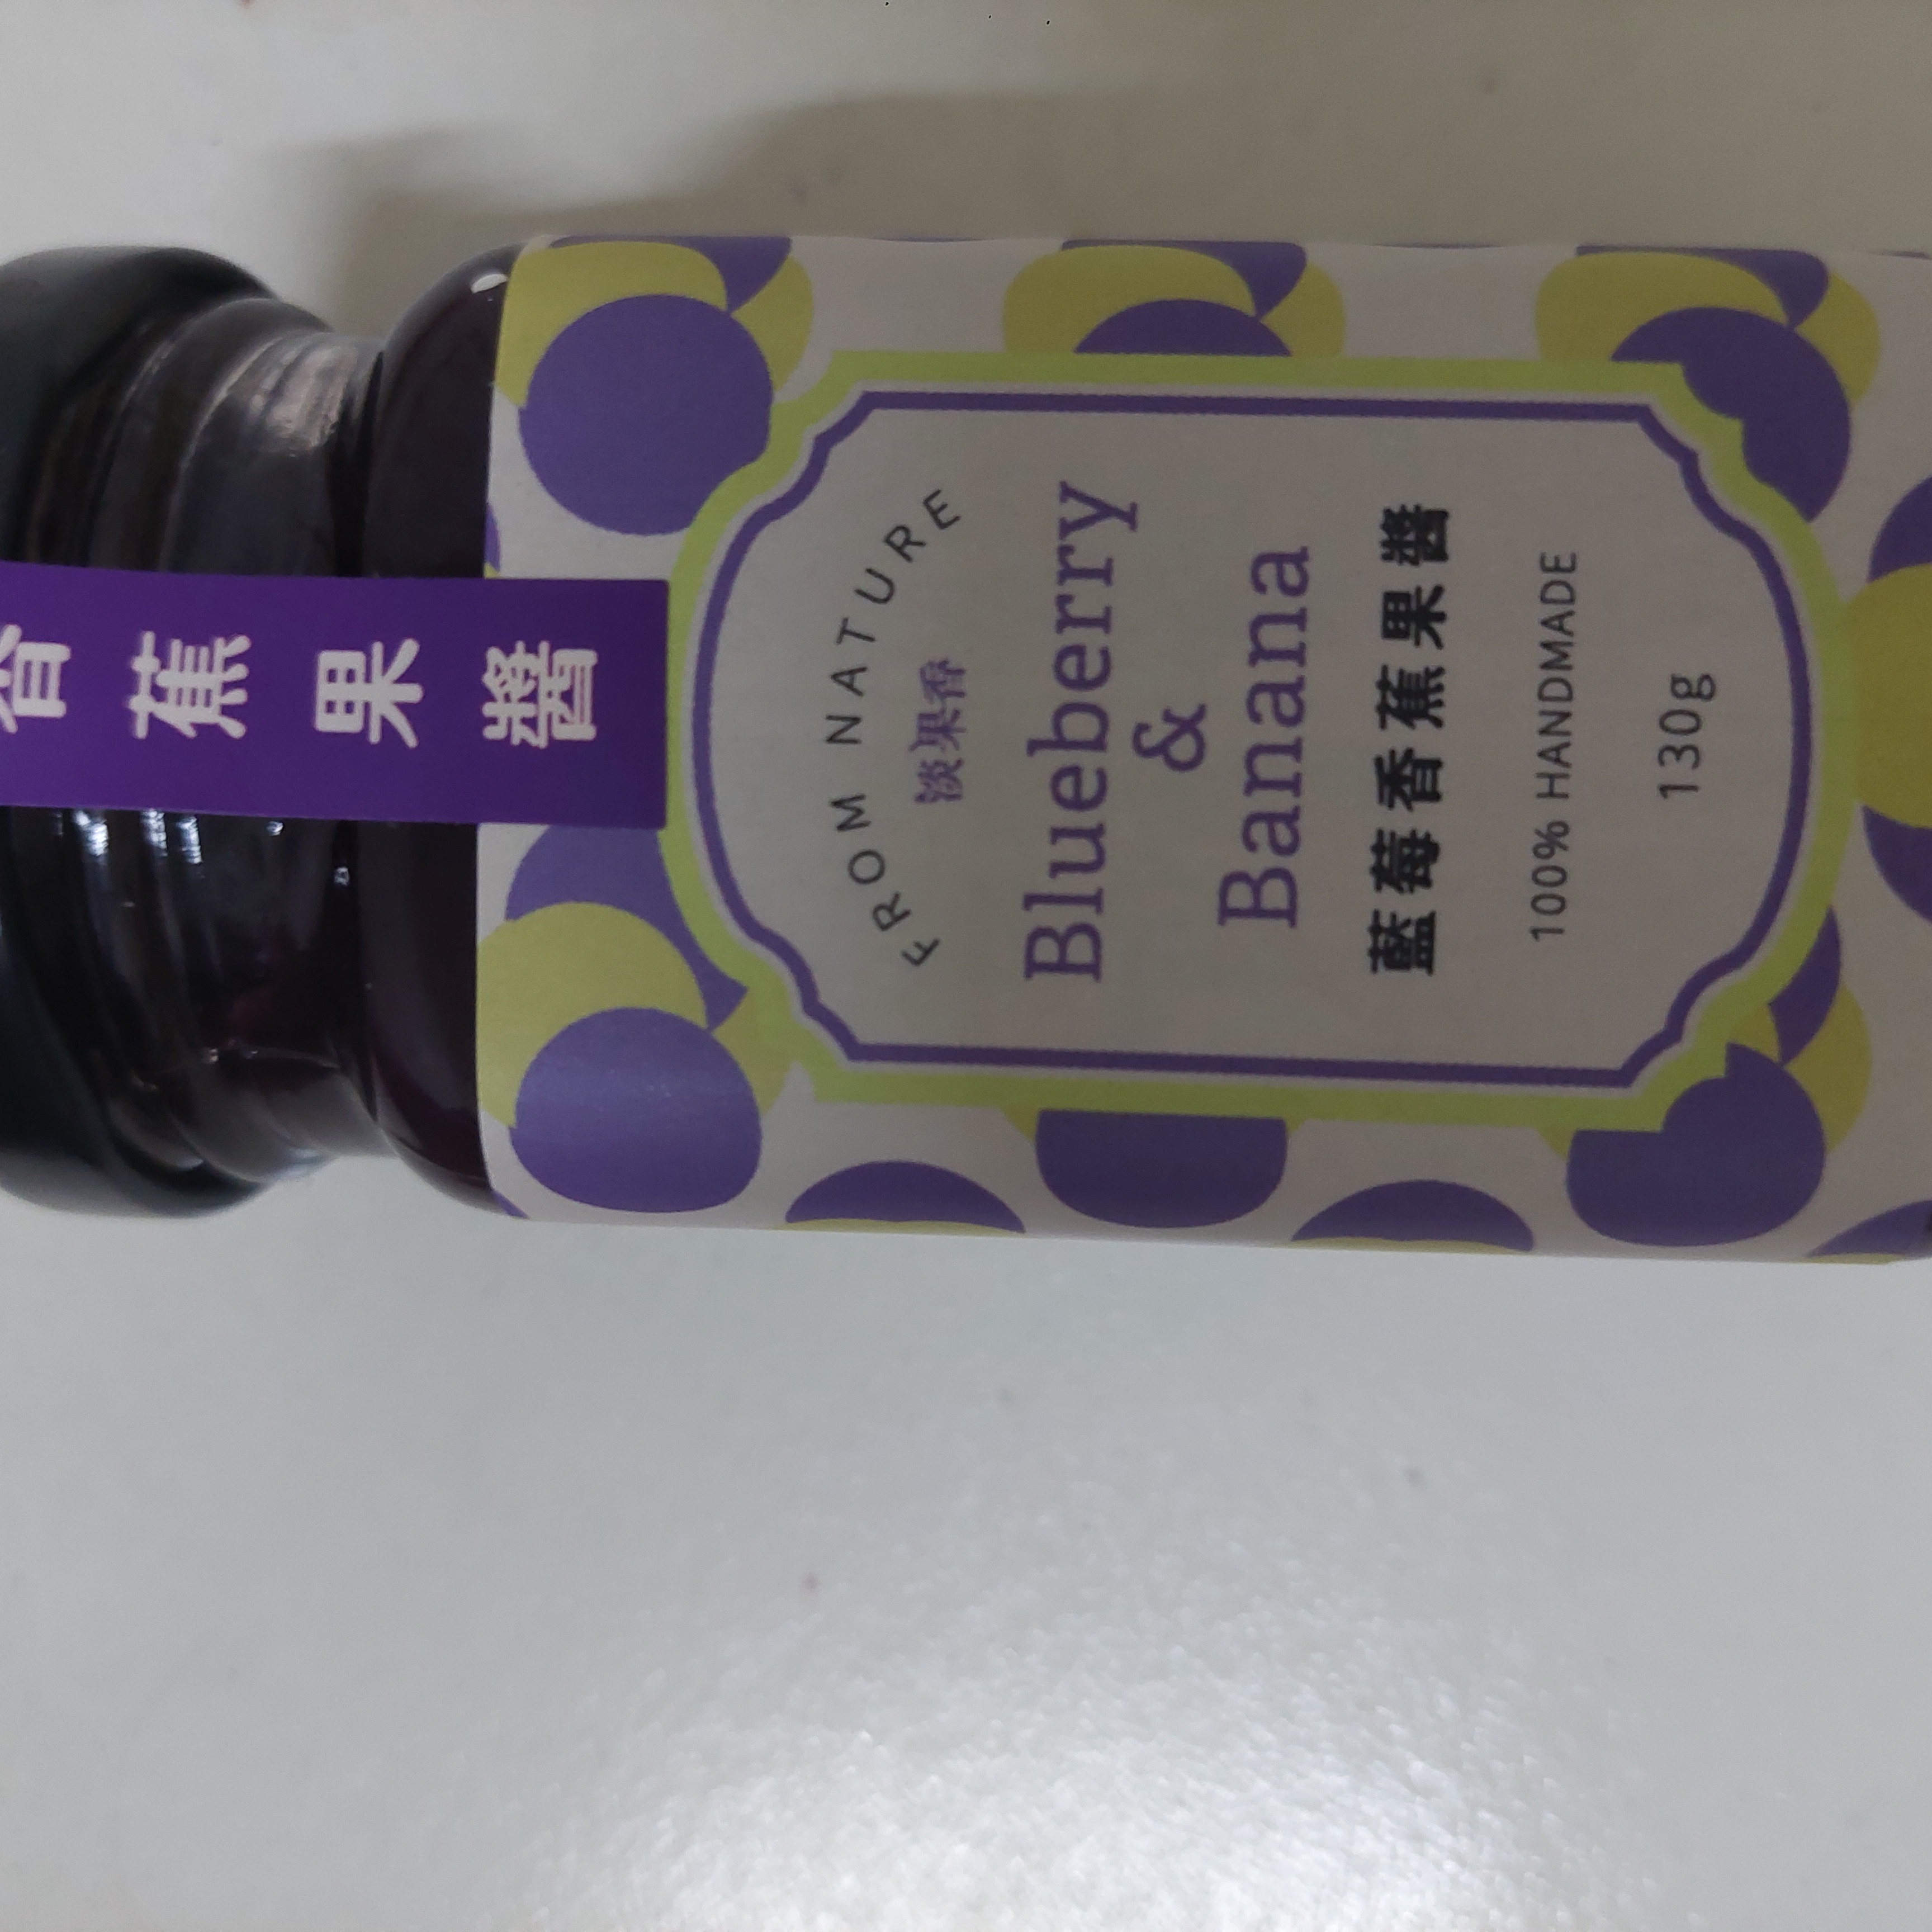 香蕉果醬
FROM NATURE
淡果香
Blueberry
&
Banana
藍莓香蕉果醬
100% HANDMADE
130g